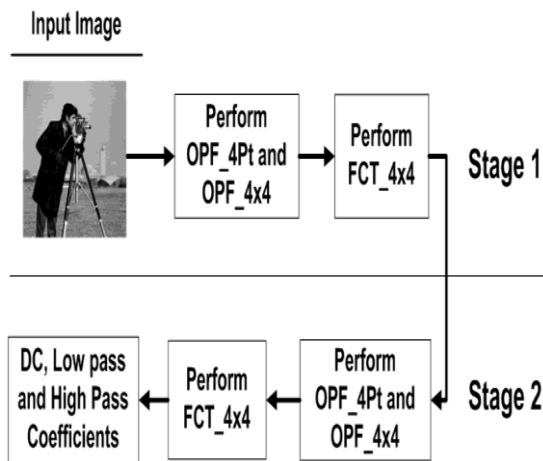 Input Image
Perform
OPF_4Pt and
OPF_4x4
Perform
FCT_4x4
Stage 1
DC, Low pass
and High Pass
Coefficients
Perform
FCT_4x4
Perform
OPF_4Pt and
OPF_4x4
Stage 2